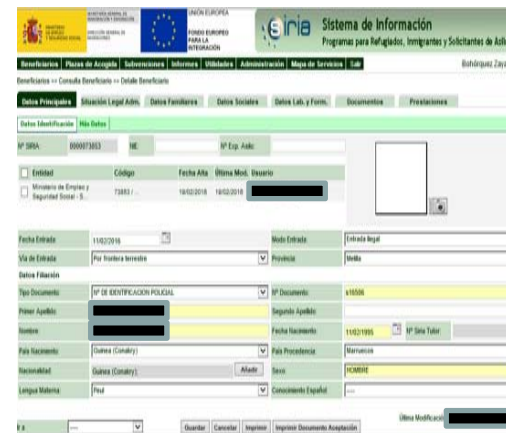 UNIÓN EUROPEA
FONDO EUROPEO PARA LA INTEGRACIÓN
Siria Sistema de Información
Programas para Refugiados, Inmigrantes y Solicitantes de Asilo
Beneficiarios Plazas de Acogida Subvenciones Informes Utilidades Administración Mapa de Servicios Salir
Bohórquez Zaya
Beneficiarios >> Consulta Beneficiario >> Detalle Beneficiario
Datos Principales Situación Legal Adm. Datos Familiares Datos Sociales Datos Lab. y Form. Documentos Prestaciones
Datos Identificación Más Datos
Nº SIRIA: 0000073853 NIE: Nº Exp. Asilo:
Entidad Código Fecha Alta Última Mod. Usuario
Ministerio de Empleo y Seguridad Social - S... 73853 / ... 18/02/2016 18/02/2016
Fecha Entrada: 11/02/2016 Modo Entrada: Entrada Ilegal
Vía de Entrada: Por frontera terrestre Provincia: Melilla
Datos Filiación
Tipo Documento: Nº DE IDENTIFICACION POLICIAL Nº Documento:
Primer Apellido: Segundo Apellido:
Nombre: Fecha Nacimiento: 11/02/1995 Nº Siria Tutor:
País Nacimiento: Guinea (Conakry) País Procedencia: Marruecos
Nacionalidad: Guinea (Conakry) Añadir Sexo: HOMBRE
Lengua Materna: Peul Conocimiento Español: ----
Última Modificación:
Ir a ---- Guardar Cancelar Imprimir Imprimir Documento Aceptación